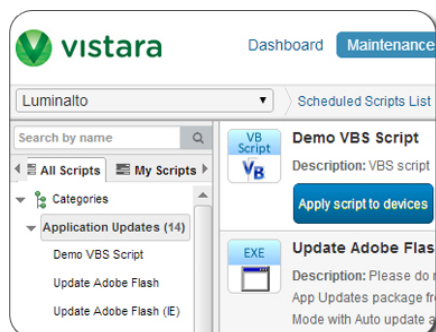 vistara
Dashboard Maintenance
Luminalto
Scheduled Scripts List
Search by name
All Scripts
My Scripts
Categories
Application Updates (14)
Demo VBS Script
Update Adobe Flash
Update Adobe Flash (IE)
VB
Script
VB
Demo VBS Script
Description: VBS script
Apply script to devices
EXE
Update Adobe Flas
Description: Please do
App Updates package fr
Mode with Auto update a